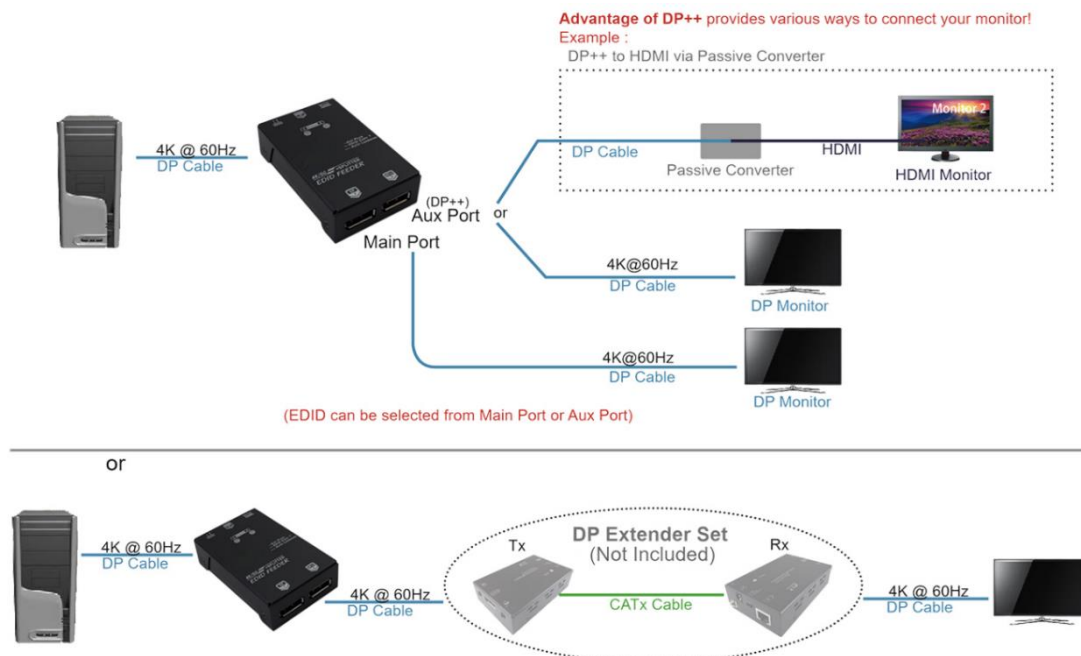 Advantage of DP++ provides various ways to connect your monitor!
Example :
DP++ to HDMI via Passive Converter
4K @ 60Hz
DP Cable
EDID FEEDER
(DP++)
Aux Port
or
Main Port
DP Cable
Passive Converter
HDMI
Monitor 2
HDMI Monitor
4K@60Hz
DP Cable
DP Monitor
4K@60Hz
DP Cable
DP Monitor
(EDID can be selected from Main Port or Aux Port)
or
4K @ 60Hz
DP Cable
EDID FEEDER
4K @ 60Hz
DP Cable
DP Extender Set
(Not Included)
Tx
Rx
CATx Cable
4K @ 60Hz
DP Cable